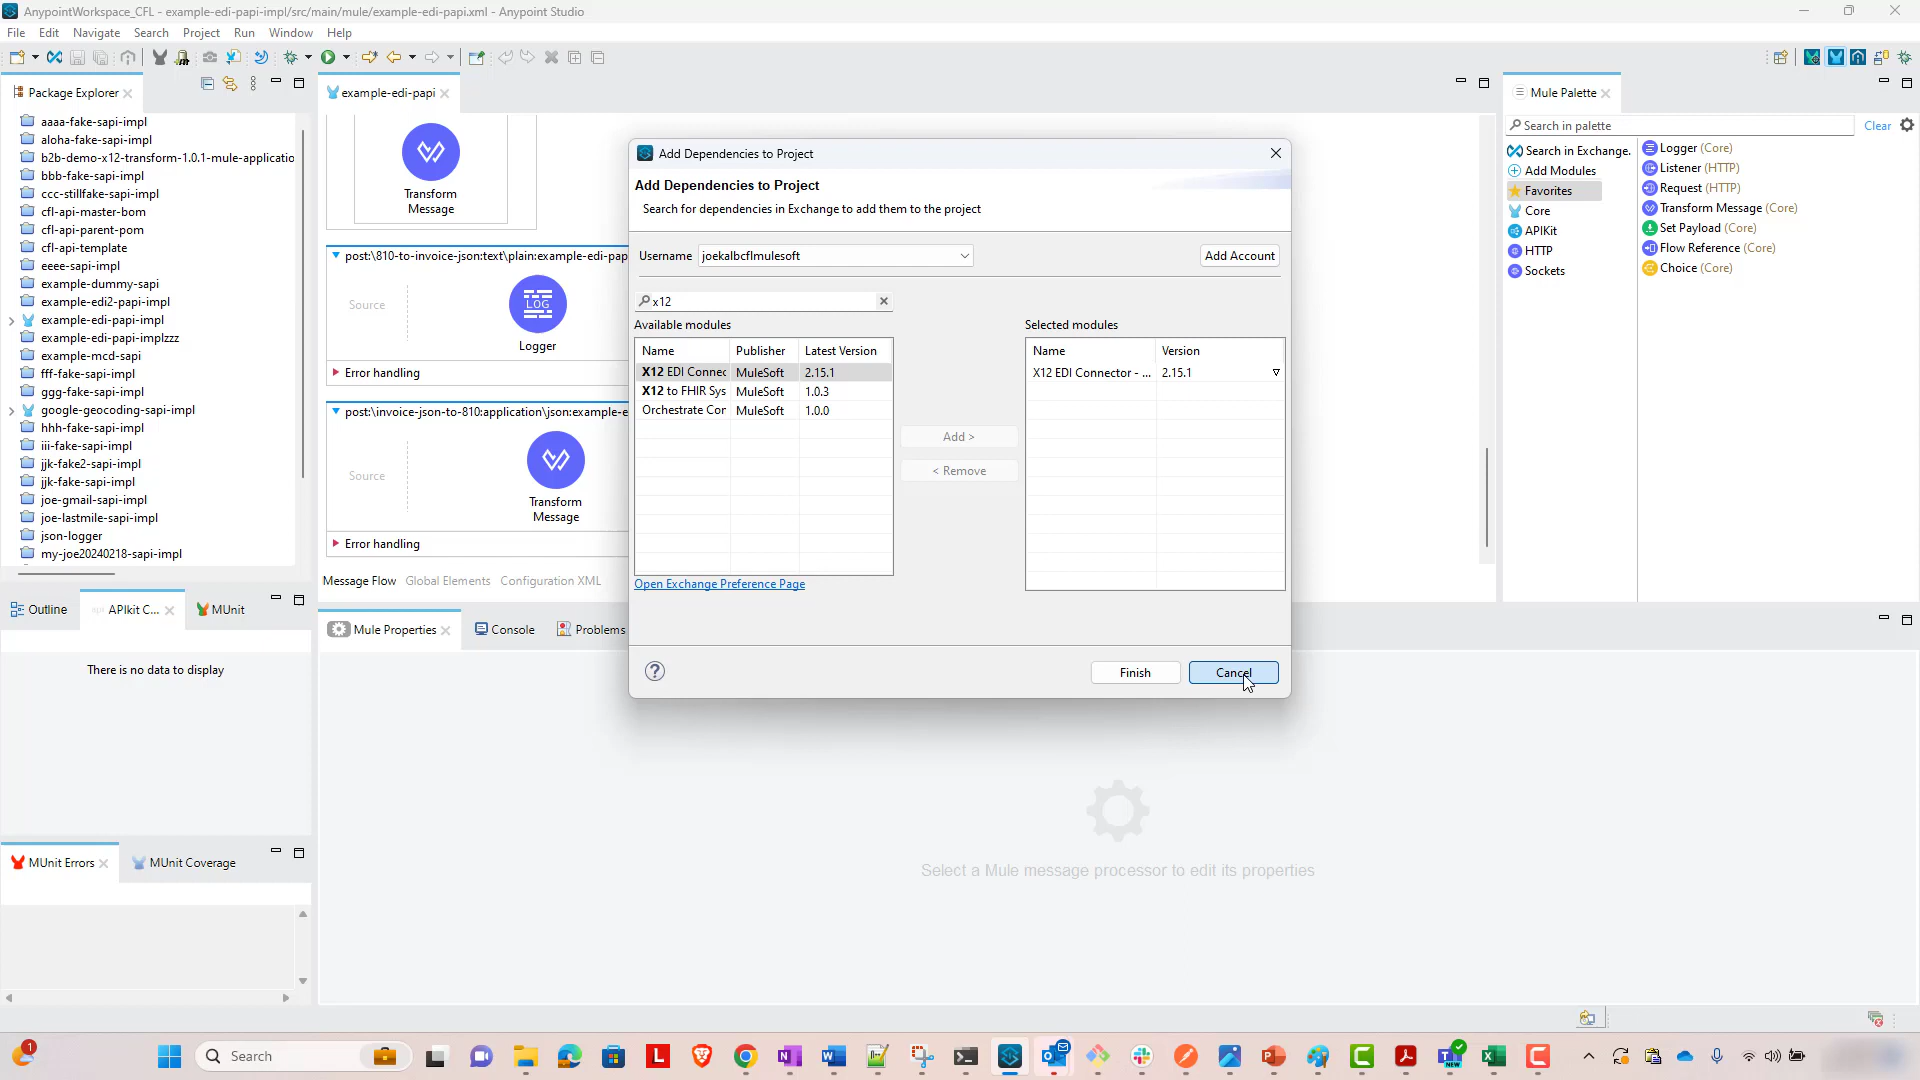 AnypointWorkspace_CFL - example-edi-papi-impl/src/main/mule/example-edi-papi.xml - Anypoint Studio
File Edit Navigate Search Project Run Window Help
Package Explorer
aaaa-fake-sapi-impl
aloha-fake-sapi-impl
b2b-demo-x12-transform-1.0.1-mule-applicatio
bbb-fake-sapi-impl
ccc-stillfake-sapi-impl
cfl-api-master-bom
cfl-api-parent-pom
cfl-api-template
eeee-sapi-impl
example-dummy-sapi
example-edi2-papi-impl
example-edi-papi-impl
example-edi-papi-implzzz
example-mcd-sapi
fff-fake-sapi-impl
ggg-fake-sapi-impl
google-geocoding-sapi-impl
hhh-fake-sapi-impl
iii-fake-sapi-impl
jjk-fake2-sapi-impl
jjk-fake-sapi-impl
joe-gmail-sapi-impl
joe-lastmile-sapi-impl
json-logger
my-joe20240218-sapi-impl
Outline
APIkit C...
MUnit
There is no data to display
MUnit Errors
MUnit Coverage
example-edi-papi
Transform
Message
post:\810-to-invoice-json:text\plain:example-edi-pap
Source
LOG
Logger
Error handling
post:\invoice-json-to-810:application\json:example-e
Source
Transform
Message
Error handling
Message Flow Global Elements Configuration XML
Mule Properties
Console
Problems
Select a Mule message processor to edit its properties
Add Dependencies to Project
Add Dependencies to Project
Search for dependencies in Exchange to add them to the project
Username joekalbcflmulesoft
Add Account
x12
Available modules
Name Publisher Latest Version
X12 EDI Connec MuleSoft 2.15.1
X12 to FHIR Sys MuleSoft 1.0.3
Orchestrate Cor MuleSoft 1.0.0
Open Exchange Preference Page
Add >
< Remove
Selected modules
Name Version
X12 EDI Connector - ... 2.15.1
?
Finish
Cancel
Mule Palette
Search in palette
Clear
Search in Exchange.
Add Modules
Favorites
Core
APIKit
HTTP
Sockets
Logger (Core)
Listener (HTTP)
Request (HTTP)
Transform Message (Core)
Set Payload (Core)
Flow Reference (Core)
Choice (Core)
1
Search
NEW